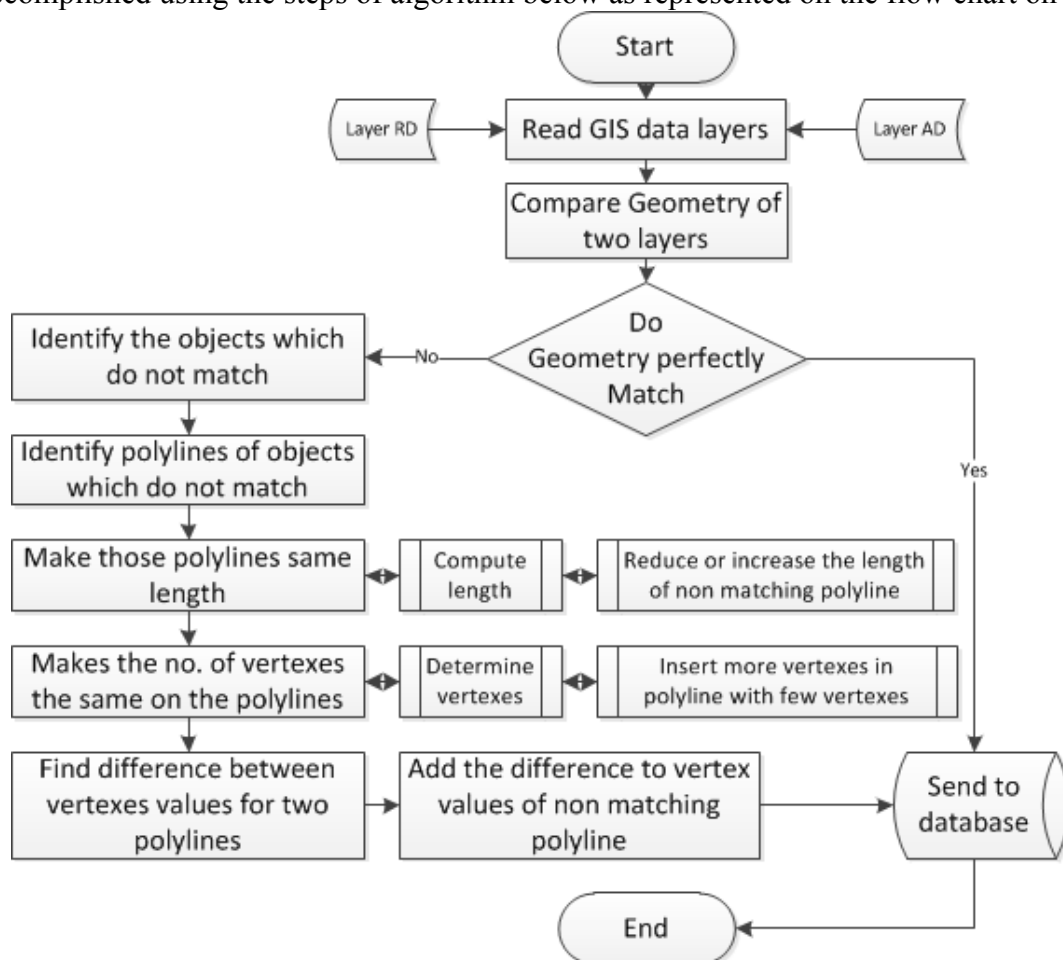 complished using the steps of algorithm below as represented on the flow chart on
Start
Layer RD
Read GIS data layers
Layer AD
Compare Geometry of
two layers
Do
Geometry perfectly
Match
No
Yes
Identify the objects which
do not match
Identify polylines of objects
which do not match
Make those polylines same
length
Compute
length
Reduce or increase the length
of non matching polyline
Makes the no. of vertexes
the same on the polylines
Determine
vertexes
Insert more vertexes in
polyline with few vertexes
Find difference between
vertexes values for two
polylines
Add the difference to vertex
values of non matching
polyline
Send to
database
End